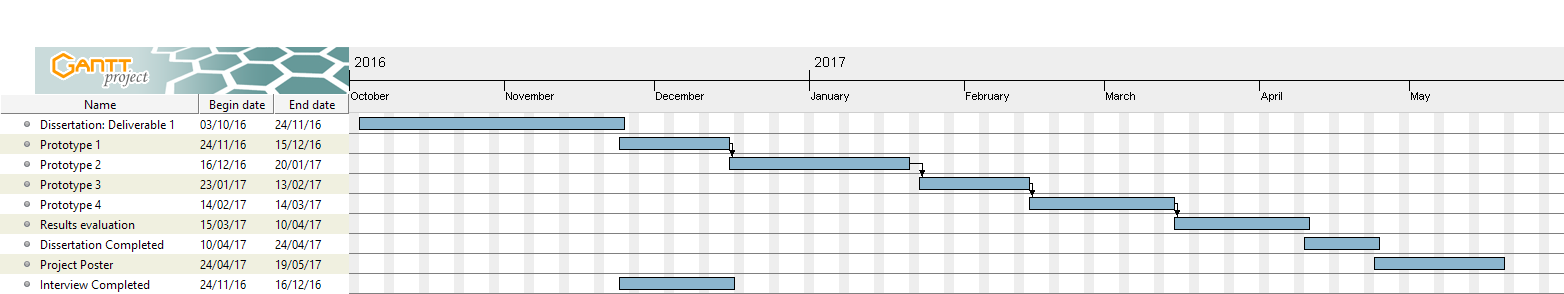 2016 2017
GANTT
project
October November December January February March April May
Name Begin date End date
Dissertation: Deliverable 1 03/10/16 24/11/16
Prototype 1 24/11/16 15/12/16
Prototype 2 16/12/16 20/01/17
Prototype 3 23/01/17 13/02/17
Prototype 4 14/02/17 14/03/17
Results evaluation 15/03/17 10/04/17
Dissertation Completed 10/04/17 24/04/17
Project Poster 24/04/17 19/05/17
Interview Completed 24/11/16 16/12/16